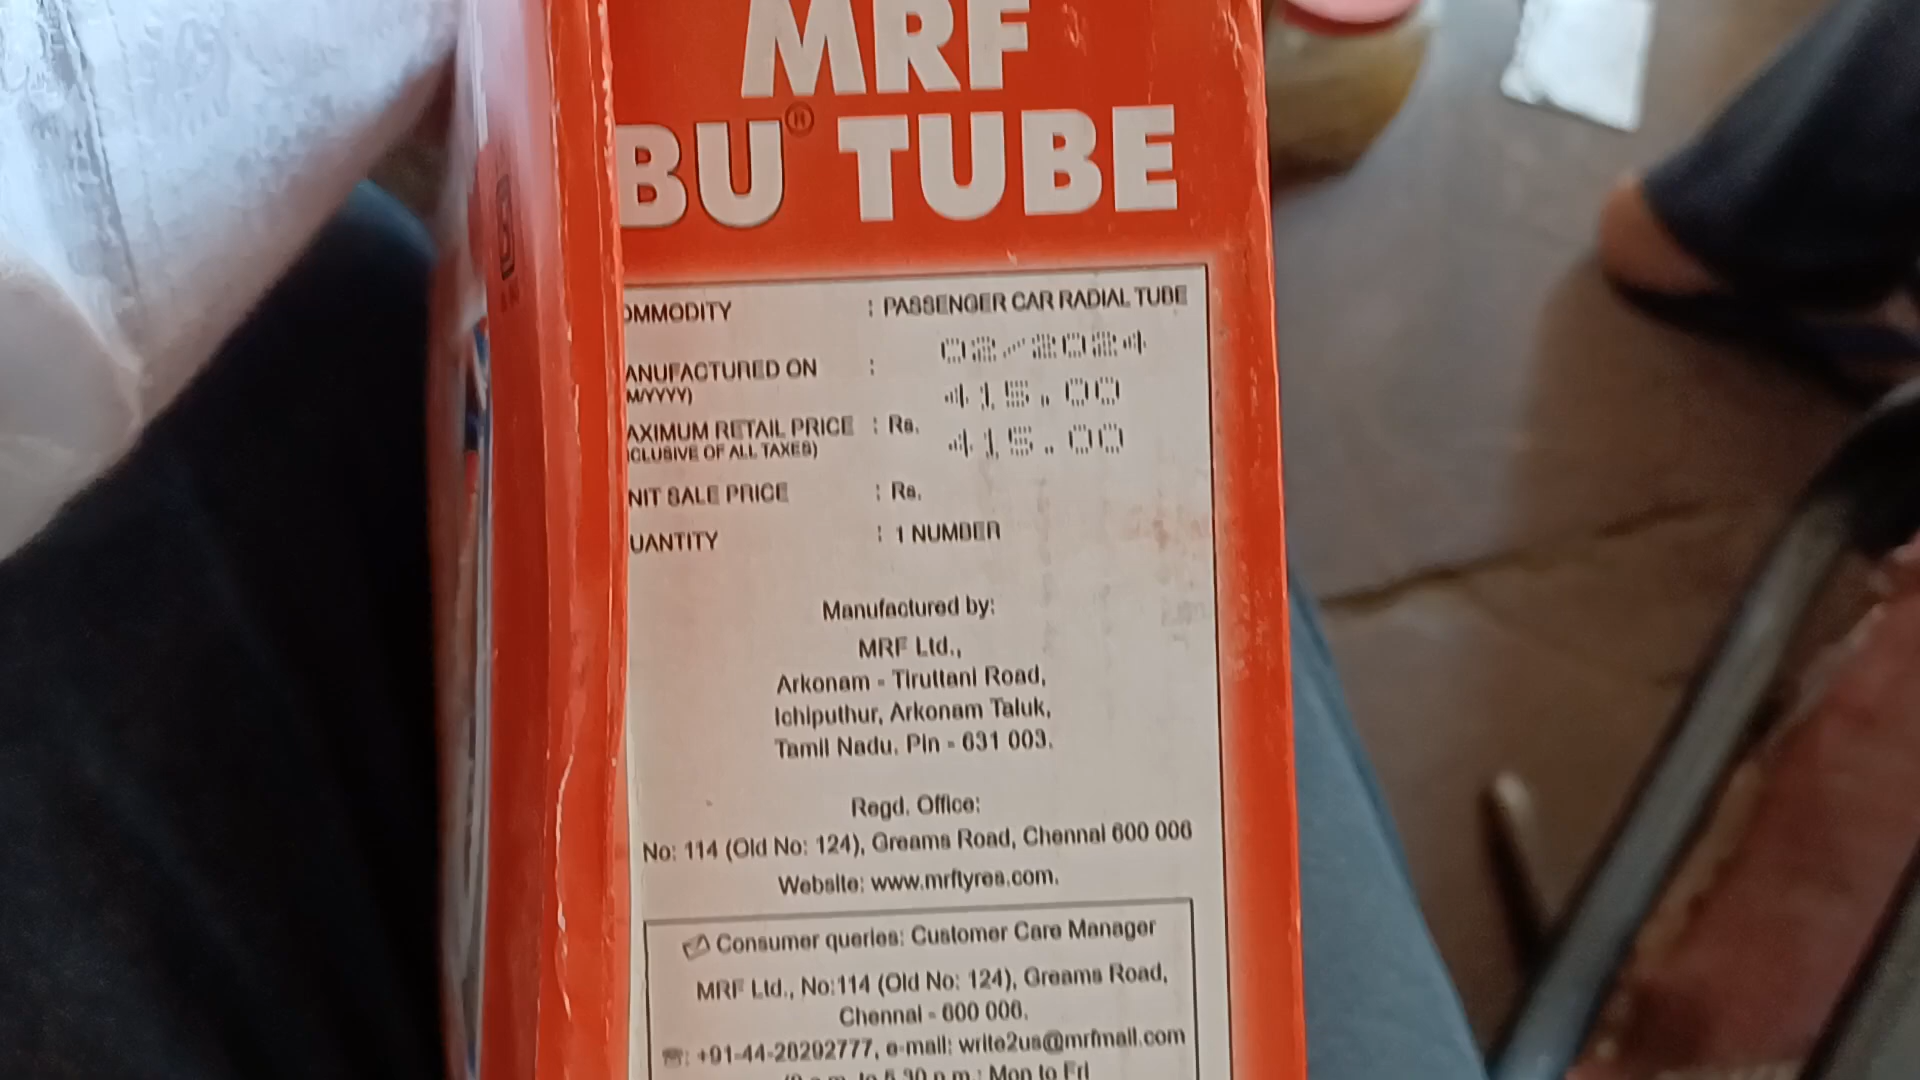 MRF
BU® TUBE
OMMODITY : PASSENGER CAR RADIAL TUBE
ANUFACTURED ON : 02/2024
M/YYYY)
415.00
AXIMUM RETAIL PRICE : Rs. 415.00
CLUSIVE OF ALL TAXES)
NIT SALE PRICE : Rs.
UANTITY : 1 NUMBER
Manufactured by:
MRF Ltd.,
Arkonam - Tiruttani Road,
Ichiputhur, Arkonam Taluk,
Tamil Nadu. Pin - 631 003.
Regd. Office:
No: 114 (Old No: 124), Greams Road, Chennai 600 006
Website: www.mrftyres.com.
Consumer queries: Customer Care Manager
MRF Ltd., No:114 (Old No: 124), Greams Road,
Chennai - 600 006.
: +91-44-28292777, e-mail: write2us@mrfmail.com
to 5.30 p.m.: Mon to Fri